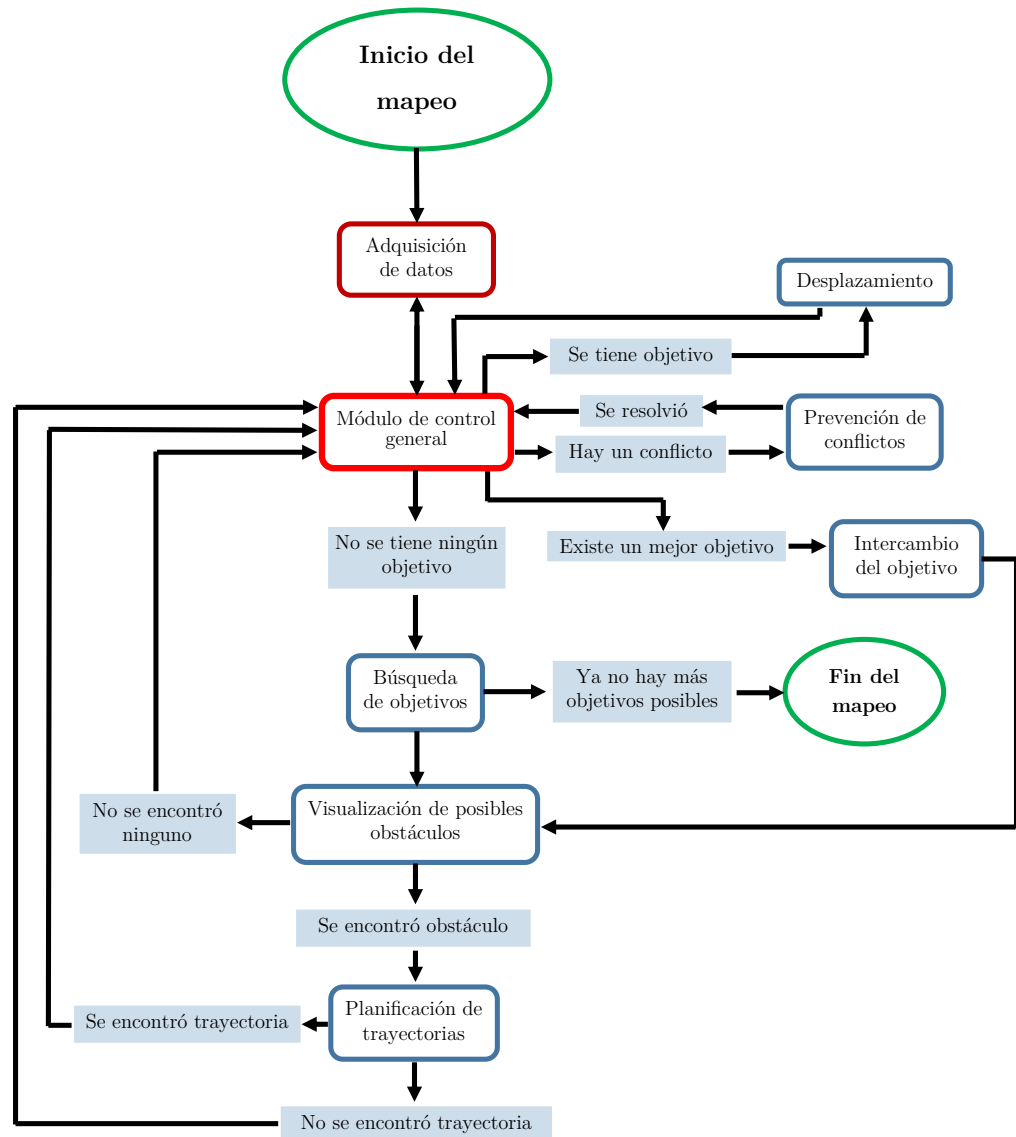 Inicio del
mapeo
Adquisición
de datos
Desplazamiento
Se tiene objetivo
Módulo de control
general
Se resolvió
Prevención de
conflictos
Hay un conflicto
No se tiene ningún
objetivo
Existe un mejor objetivo
Intercambio
del objetivo
Búsqueda
de objetivos
Ya no hay más
objetivos posibles
Fin del
mapeo
Visualización de posibles
obstáculos
No se encontró
ninguno
Se encontró obstáculo
Planificación de
trayectorias
Se encontró trayectoria
No se encontró trayectoria